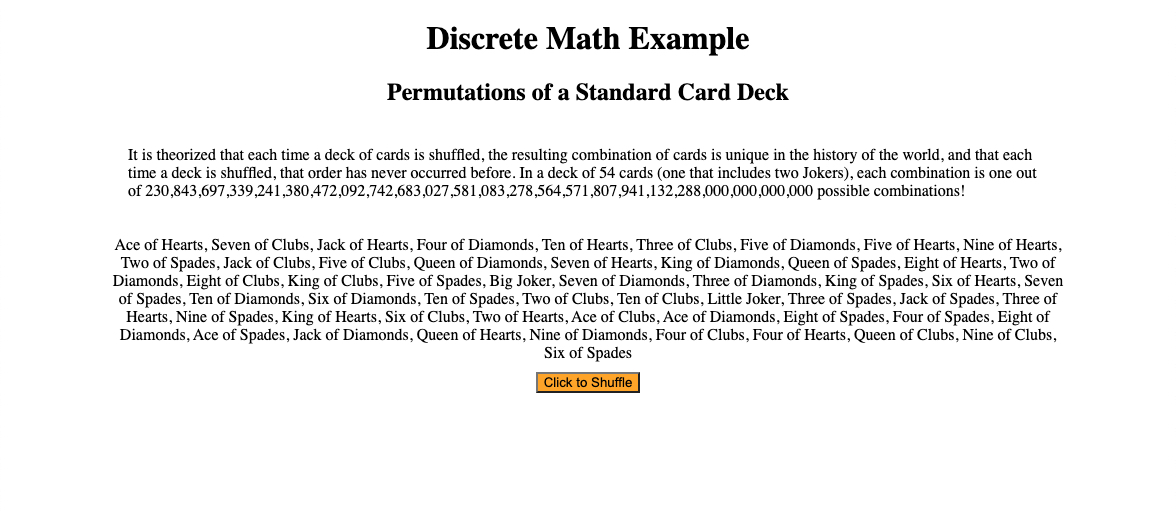 Discrete Math Example
Permutations of a Standard Card Deck
It is theorized that each time a deck of cards is shuffled, the resulting combination of cards is unique in the history of the world, and that each
time a deck is shuffled, that order has never occurred before. In a deck of 54 cards (one that includes two Jokers), each combination is one out
of 230,843,697,339,241,380,472,092,742,683,027,581,083,278,564,571,807,941,132,288,000,000,000,000 possible combinations!
Ace of Hearts, Seven of Clubs, Jack of Hearts, Four of Diamonds, Ten of Hearts, Three of Clubs, Five of Diamonds, Five of Hearts, Nine of Hearts,
Two of Spades, Jack of Clubs, Five of Clubs, Queen of Diamonds, Seven of Hearts, King of Diamonds, Queen of Spades, Eight of Hearts, Two of
Diamonds, Eight of Clubs, King of Clubs, Five of Spades, Big Joker, Seven of Diamonds, Three of Diamonds, King of Spades, Six of Hearts, Seven
of Spades, Ten of Diamonds, Six of Diamonds, Ten of Spades, Two of Clubs, Ten of Clubs, Little Joker, Three of Spades, Jack of Spades, Three of
Hearts, Nine of Spades, King of Hearts, Six of Clubs, Two of Hearts, Ace of Clubs, Ace of Diamonds, Eight of Spades, Four of Spades, Eight of
Diamonds, Ace of Spades, Jack of Diamonds, Queen of Hearts, Nine of Diamonds, Four of Clubs, Four of Hearts, Queen of Clubs, Nine of Clubs,
Six of Spades
Click to Shuffle